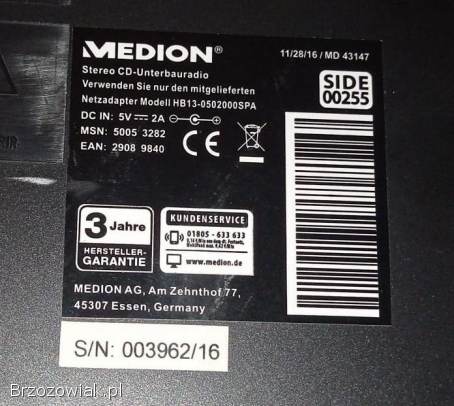 MEDION®
11/28/16 / MD 43147
Stereo CD-Unterbauradio
Verwenden Sie nur den mitgelieferten
Netzadapter Modell HB13-0502000SPA
DC IN: 5V 2A
MSN: 5005 3282
EAN: 2908 9840
CE
SIDE
00255
3 Jahre
HERSTELLER-
GARANTIE
KUNDENSERVICE
01805 - 633 633
www.medion.de
MEDION AG, Am Zehnthof 77,
45307 Essen, Germany
S/N: 003962/16
Brzozowiak.pl